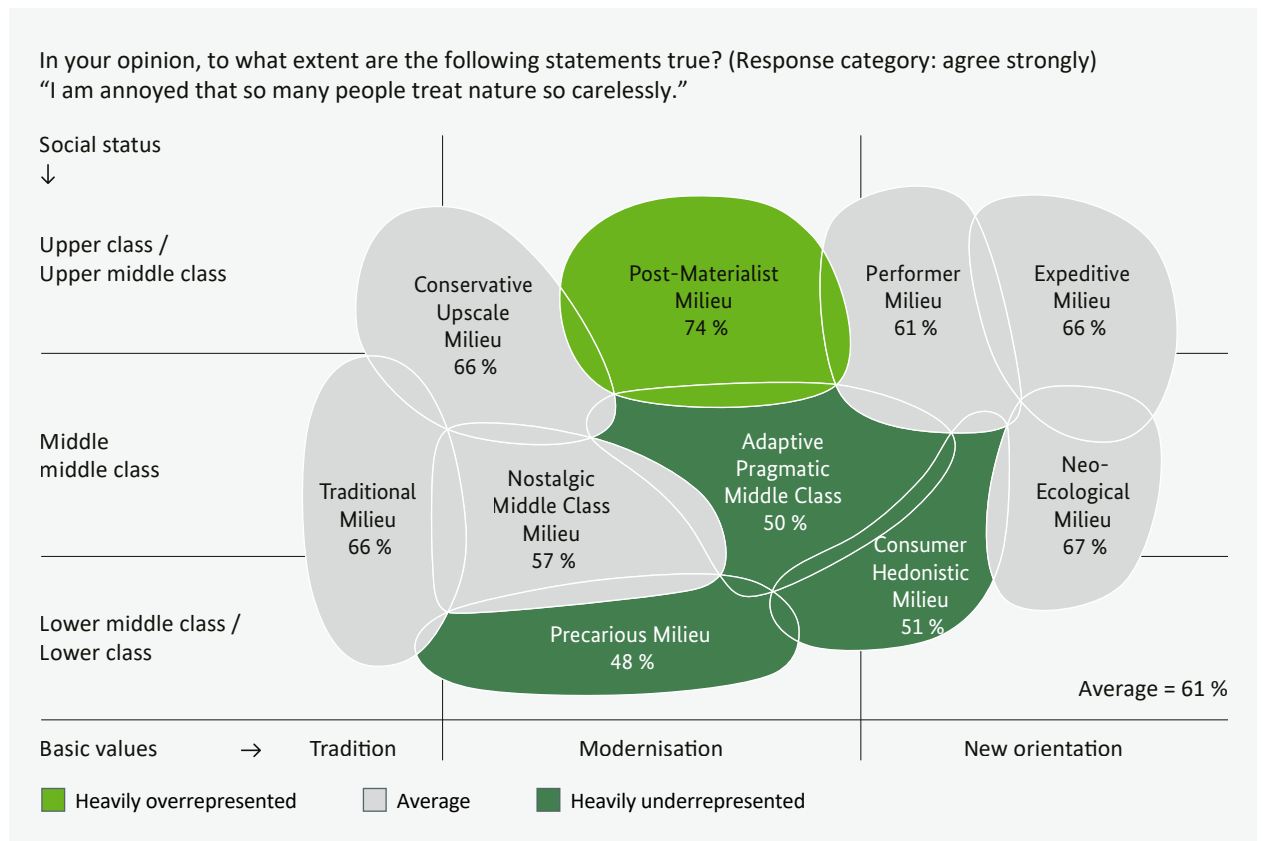 In your opinion, to what extent are the following statements true? (Response category: agree strongly)
“I am annoyed that so many people treat nature so carelessly.”
Social status
↓
Upper class /
Upper middle class
Conservative
Upscale
Milieu
66 %
Post-Materialist
Milieu
74 %
Performer
Milieu
61 %
Expeditive
Milieu
66 %
Middle
middle class
Traditional
Milieu
66 %
Nostalgic
Middle Class
Milieu
57 %
Adaptive
Pragmatic
Middle Class
50 %
Consumer
Hedonistic
Milieu
51 %
Neo-
Ecological
Milieu
67 %
Lower middle class /
Lower class
Precarious Milieu
48 %
Average = 61 %
Basic values → Tradition Modernisation New orientation
Heavily overrepresented Average Heavily underrepresented